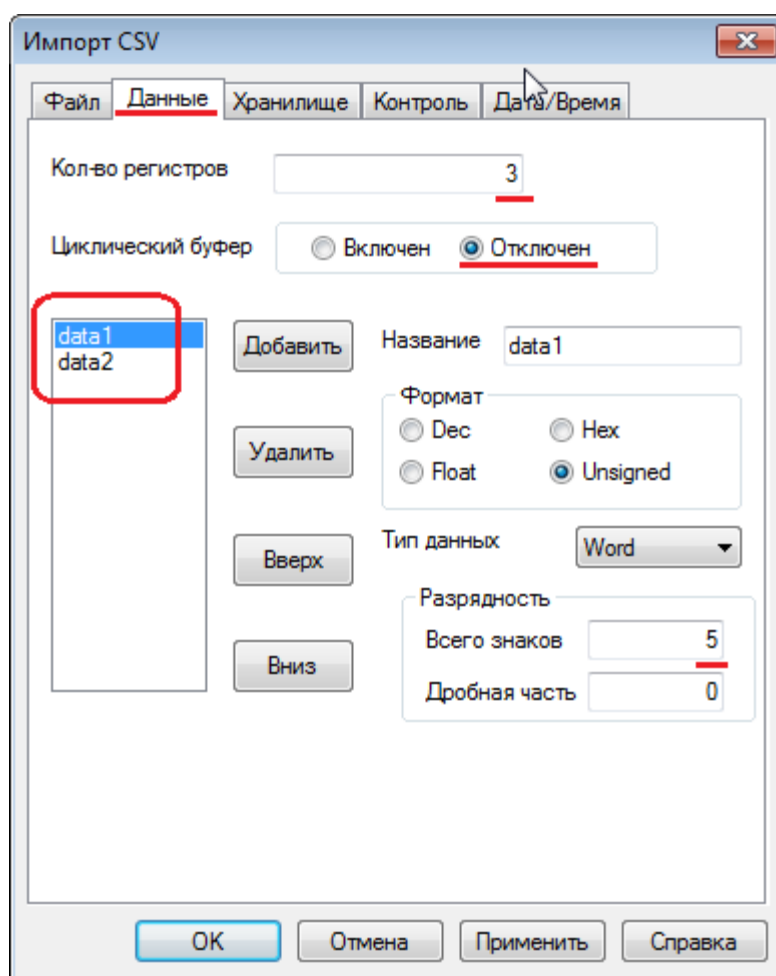 Импорт CSV
Файл Данные Хранилище Контроль Дата/Время
Кол-во регистров 3
Циклический буфер Включен Отключен
data1 Добавить Название data1
data2
Формат
Dec Hex
Удалить Float Unsigned
Тип данных Word
Вверх
Разрядность
Всего знаков 5
Вниз Дробная часть 0
OK Отмена Применить Справка